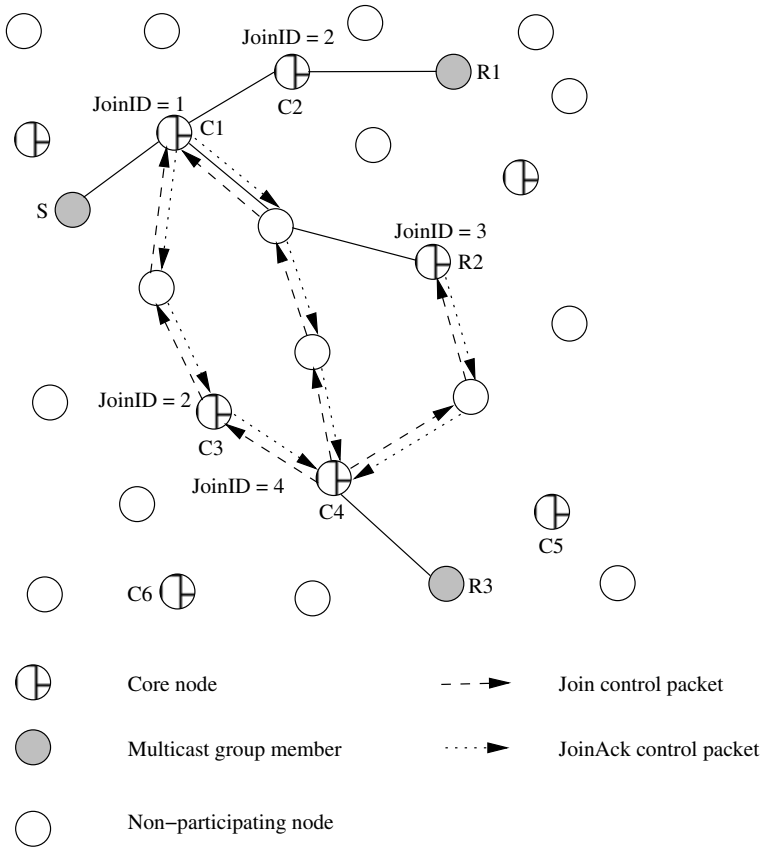 JoinID = 2
R1
JoinID = 1
C1
C2
S
JoinID = 3
R2
JoinID = 2
C3
JoinID = 4
C4
C5
C6
R3
Core node
Join control packet
Multicast group member
JoinAck control packet
Non−participating node